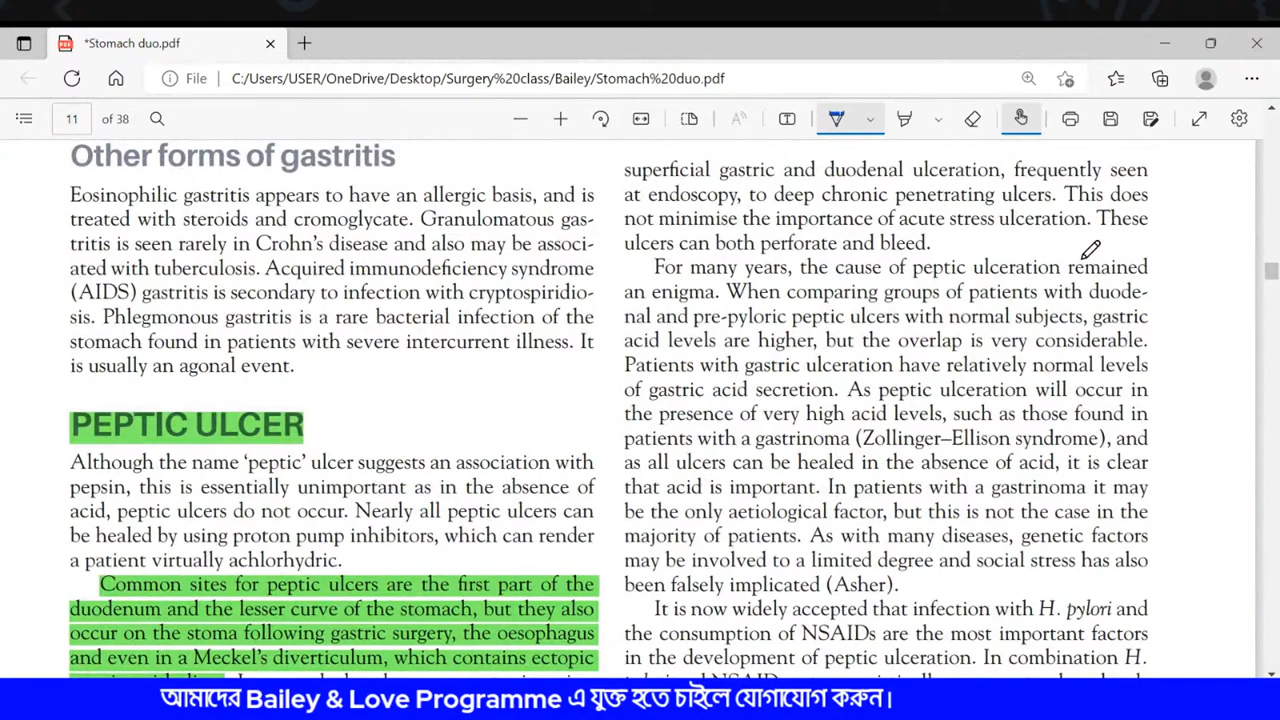 *Stomach duo.pdf
File
C:/Users/USER/OneDrive/Desktop/Surgery%20class/Bailey/Stomach%20duo.pdf
11 of 38
Other forms of gastritis
Eosinophilic gastritis appears to have an allergic basis, and is
treated with steroids and cromoglycate. Granulomatous gas-
tritis is seen rarely in Crohn's disease and also may be associ-
ated with tuberculosis. Acquired immunodeficiency syndrome
(AIDS) gastritis is secondary to infection with cryptospiridio-
sis. Phlegmonous gastritis is a rare bacterial infection of the
stomach found in patients with severe intercurrent illness. It
is usually an agonal event.
PEPTIC ULCER
Although the name 'peptic' ulcer suggests an association with
pepsin, this is essentially unimportant as in the absence of
acid, peptic ulcers do not occur. Nearly all peptic ulcers can
be healed by using proton pump inhibitors, which can render
a patient virtually achlorhydric.
Common sites for peptic ulcers are the first part of the
duodenum and the lesser curve of the stomach, but they also
occur on the stoma following gastric surgery, the oesophagus
and even in a Meckel's diverticulum, which contains ectopic
superficial gastric and duodenal ulceration, frequently seen
at endoscopy, to deep chronic penetrating ulcers. This does
not minimise the importance of acute stress ulceration. These
ulcers can both perforate and bleed.
For many years, the cause of peptic ulceration remained
an enigma. When comparing groups of patients with duode-
nal and pre-pyloric peptic ulcers with normal subjects, gastric
acid levels are higher, but the overlap is very considerable.
Patients with gastric ulceration have relatively normal levels
of gastric acid secretion. As peptic ulceration will occur in
the presence of very high acid levels, such as those found in
patients with a gastrinoma (Zollinger–Ellison syndrome), and
as all ulcers can be healed in the absence of acid, it is clear
that acid is important. In patients with a gastrinoma it may
be the only aetiological factor, but this is not the case in the
majority of patients. As with many diseases, genetic factors
may be involved to a limited degree and social stress has also
been falsely implicated (Asher).
It is now widely accepted that infection with H. pylori and
the consumption of NSAIDs are the most important factors
in the development of peptic ulceration. In combination H.
আমাদের Bailey & Love Programme এ যুক্ত হতে চাইলে যোগাযোগ করুন।